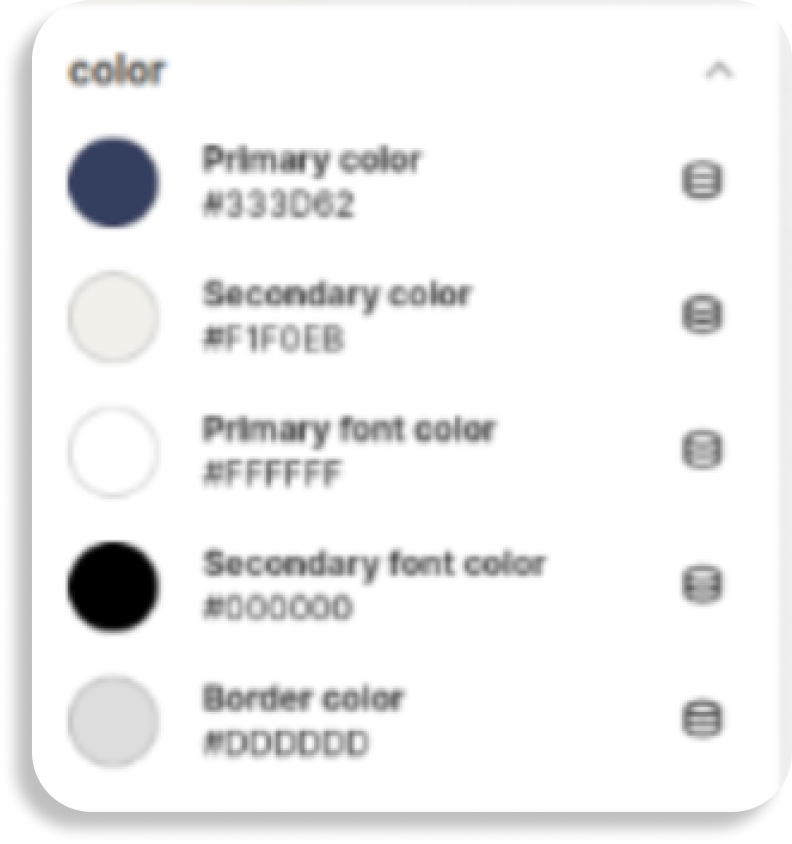 color
Primary color
#333D62
Secondary color
#F1F0EB
Primary font color
#FFFFFF
Secondary font color
#000000
Border color
#DDDDDD